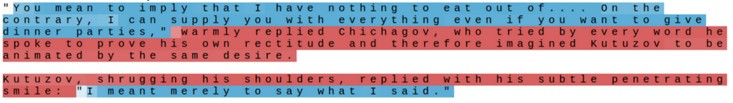 "You mean to imply that I have nothing to eat out of.... On the
contrary, I can supply you with everything even if you want to give
dinner parties," warmly replied Chichagov, who tried by every word he
spoke to prove his own rectitude and therefore imagined Kutuzov to be
animated by the same desire.
Kutuzov, shrugging his shoulders, replied with his subtle penetrating
smile: "I meant merely to say what I said."